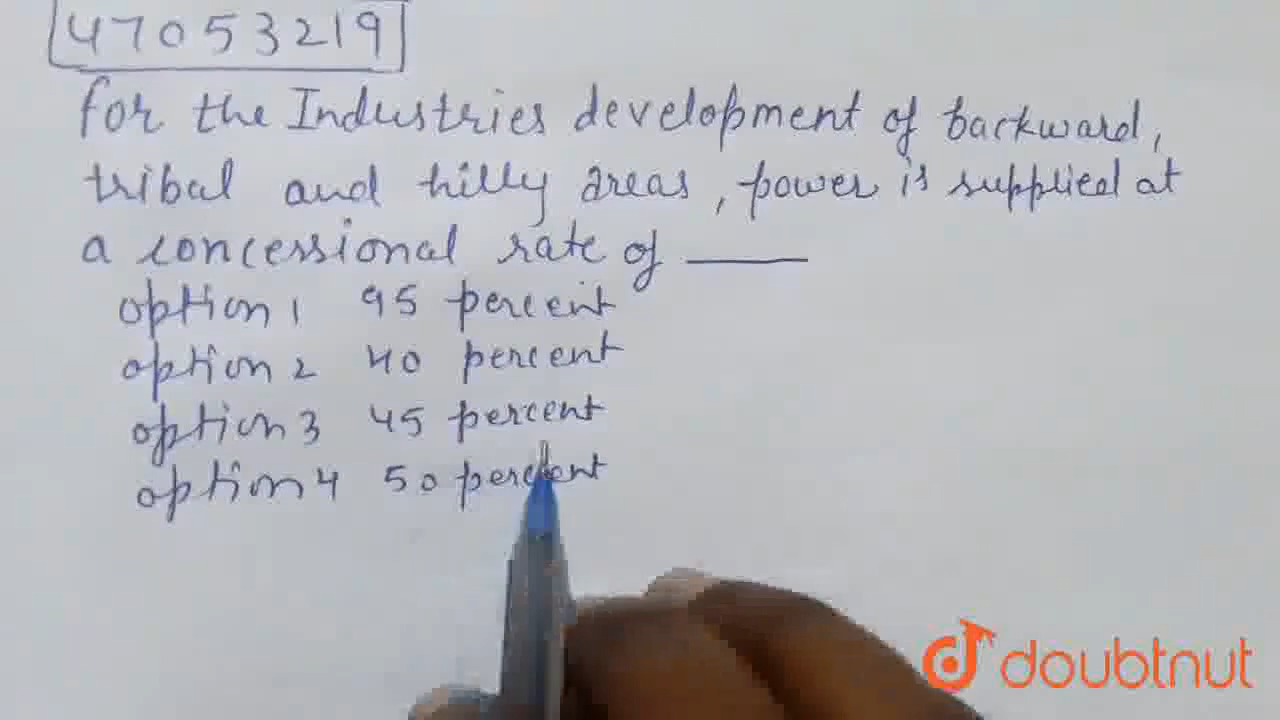 47053219
for the Industries development of backward,
tribal and hilly areas, power is supplied at
a concessional rate of ____
option 1 95 percent
option 2 40 percent
option 3 45 percent
option 4 50 percent
doubtnut